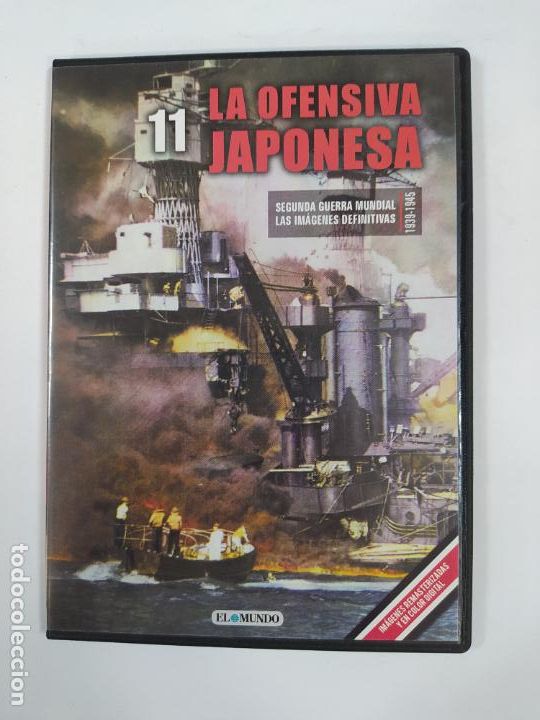 11
LA OFENSIVA
JAPONESA
SEGUNDA GUERRA MUNDIAL
LAS IMÁGENES DEFINITIVAS
1939-1945
IMÁGENES REMASTERIZADAS
Y EN COLOR DIGITAL
EL MUNDO
todocoleccion